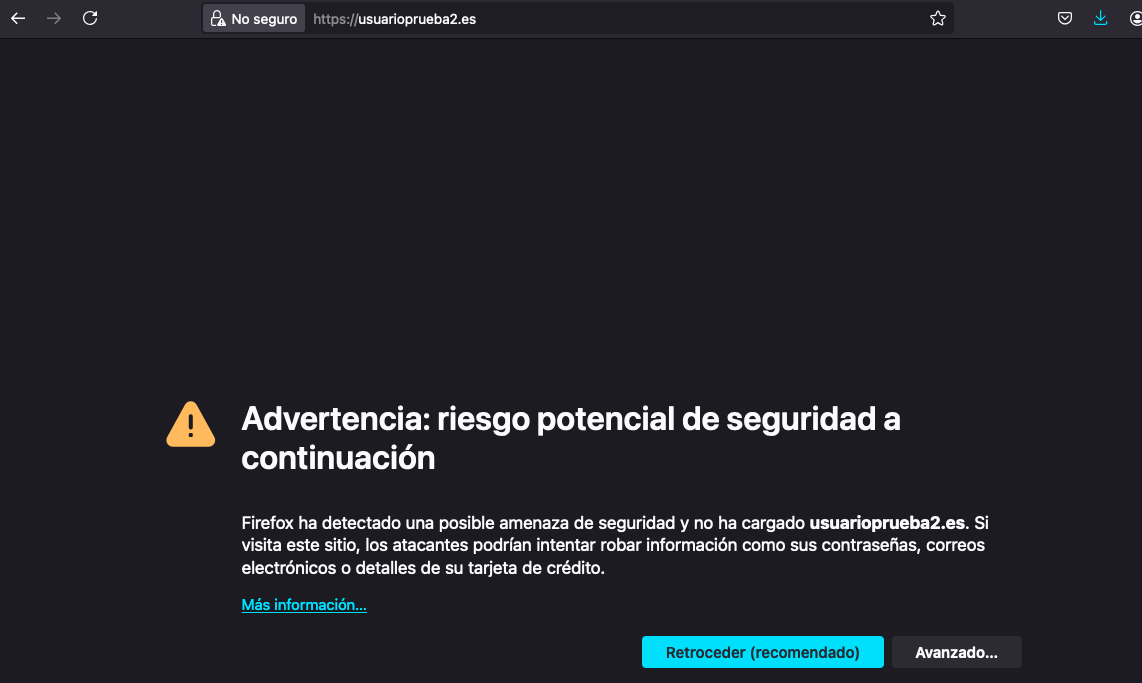 No seguro https://usuarioprueba2.es
Advertencia: riesgo potencial de seguridad a
continuación
Firefox ha detectado una posible amenaza de seguridad y no ha cargado usuarioprueba2.es. Si
visita este sitio, los atacantes podrían intentar robar información como sus contraseñas, correos
electrónicos o detalles de su tarjeta de crédito.
Más información...
Retroceder (recomendado) Avanzado...